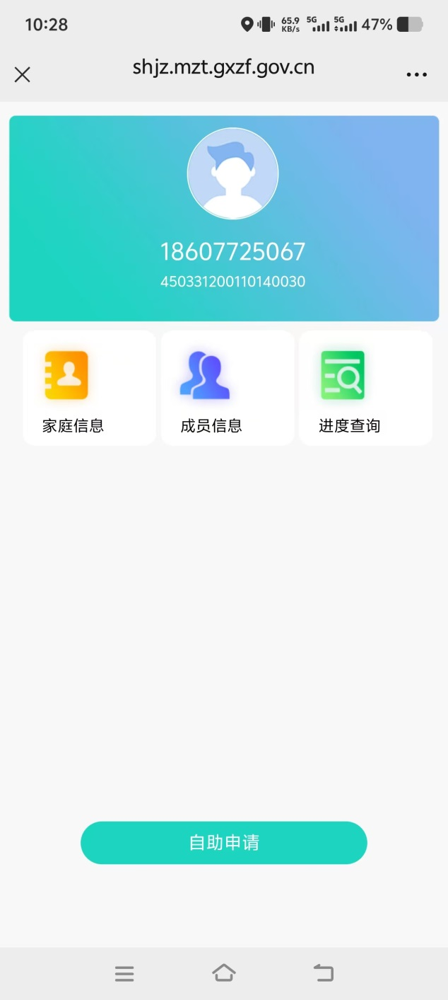 10:28
65.9 KB/s 5G 5G 47%
shjz.mzt.gxzf.gov.cn
18607725067
450331200110140030
家庭信息 成员信息 进度查询
自助申请